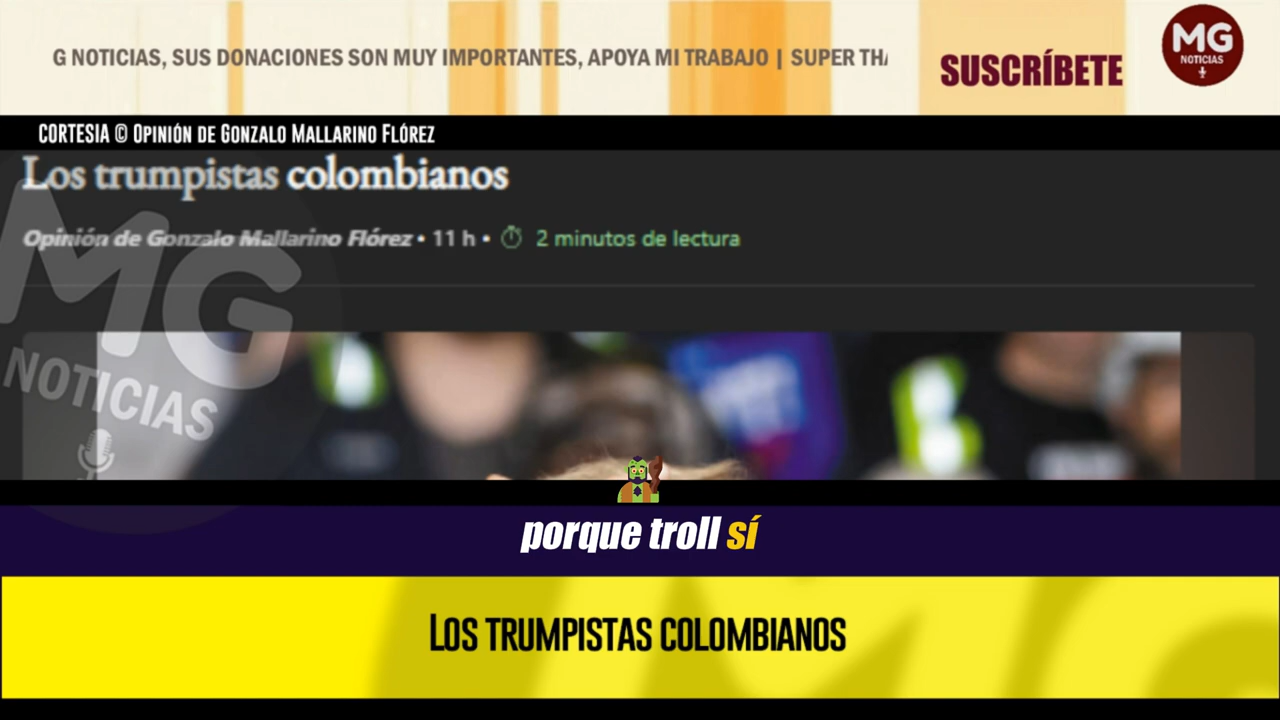 G NOTICIAS, SUS DONACIONES SON MUY IMPORTANTES, APOYA MI TRABAJO | SUPER THA
SUSCRÍBETE
MG
NOTICIAS
CORTESIA © OPINIÓN DE GONZALO MALLARINO FLÓREZ
Los trumpistas colombianos
Opinión de Gonzalo Mallarino Flórez • 11 h • 2 minutos de lectura
MG
NOTICIAS
porque troll sí
LOS TRUMPISTAS COLOMBIANOS